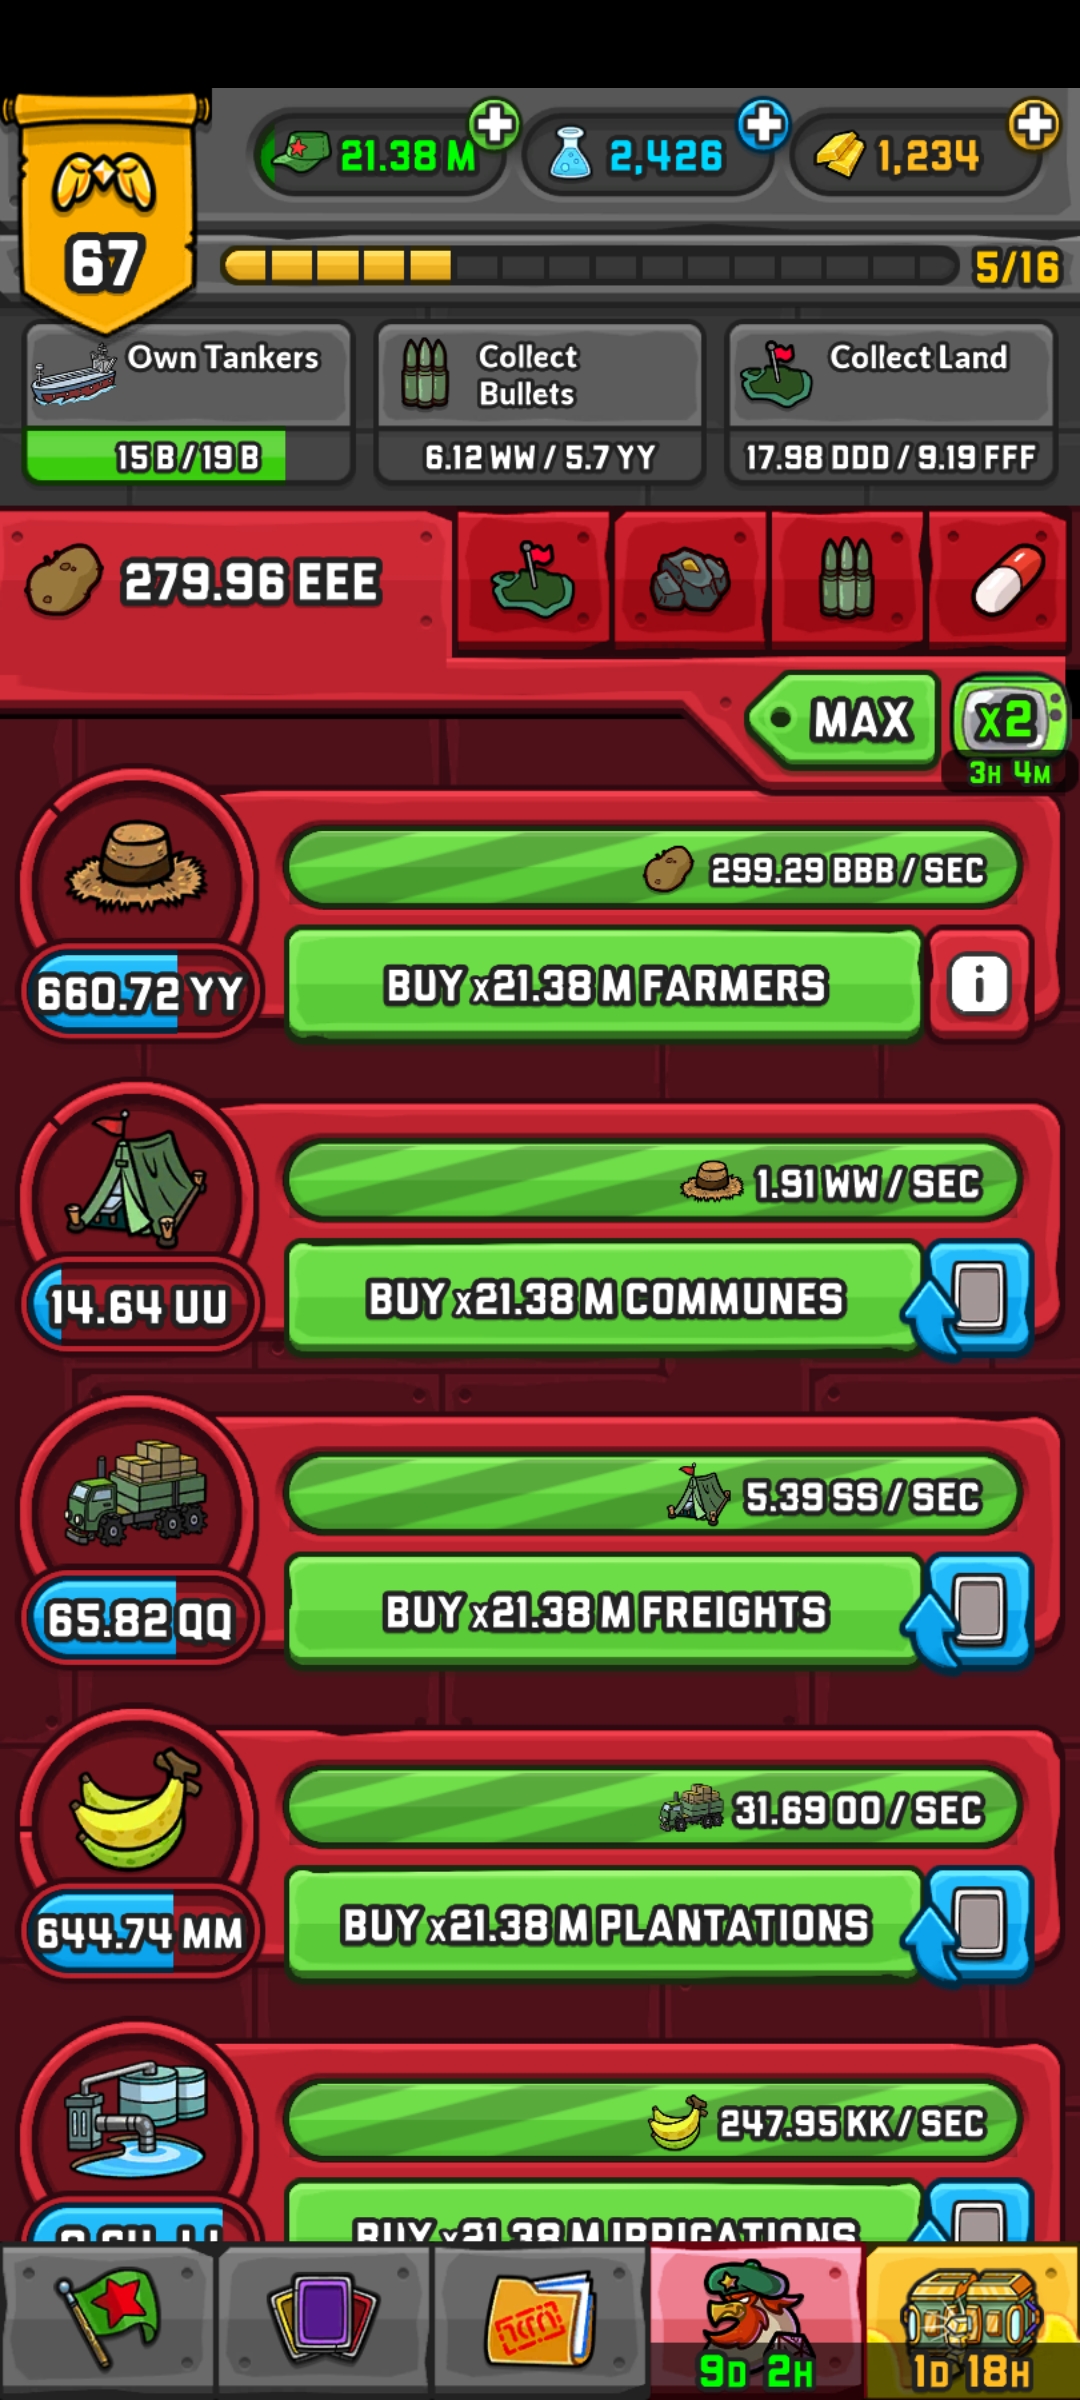 21.38 M
2,426
1,234
67
5/16
Own Tankers
15 B / 19 B
Collect
Bullets
6.12 WW / 5.7 YY
Collect Land
17.98 DDD / 9.19 FFF
279.96 EEE
MAX
x2
3H 4M
299.29 BBB / SEC
660.72 YY
BUY x21.38 M FARMERS
i
1.91 WW / SEC
14.64 UU
BUY x21.38 M COMMUNES
5.39 SS / SEC
65.82 QQ
BUY x21.38 M FREIGHTS
31.69 OO / SEC
644.74 MM
BUY x21.38 M PLANTATIONS
247.95 KK / SEC
BUY x21.38 M IRRIGATIONS
9D 2H
1D 18H